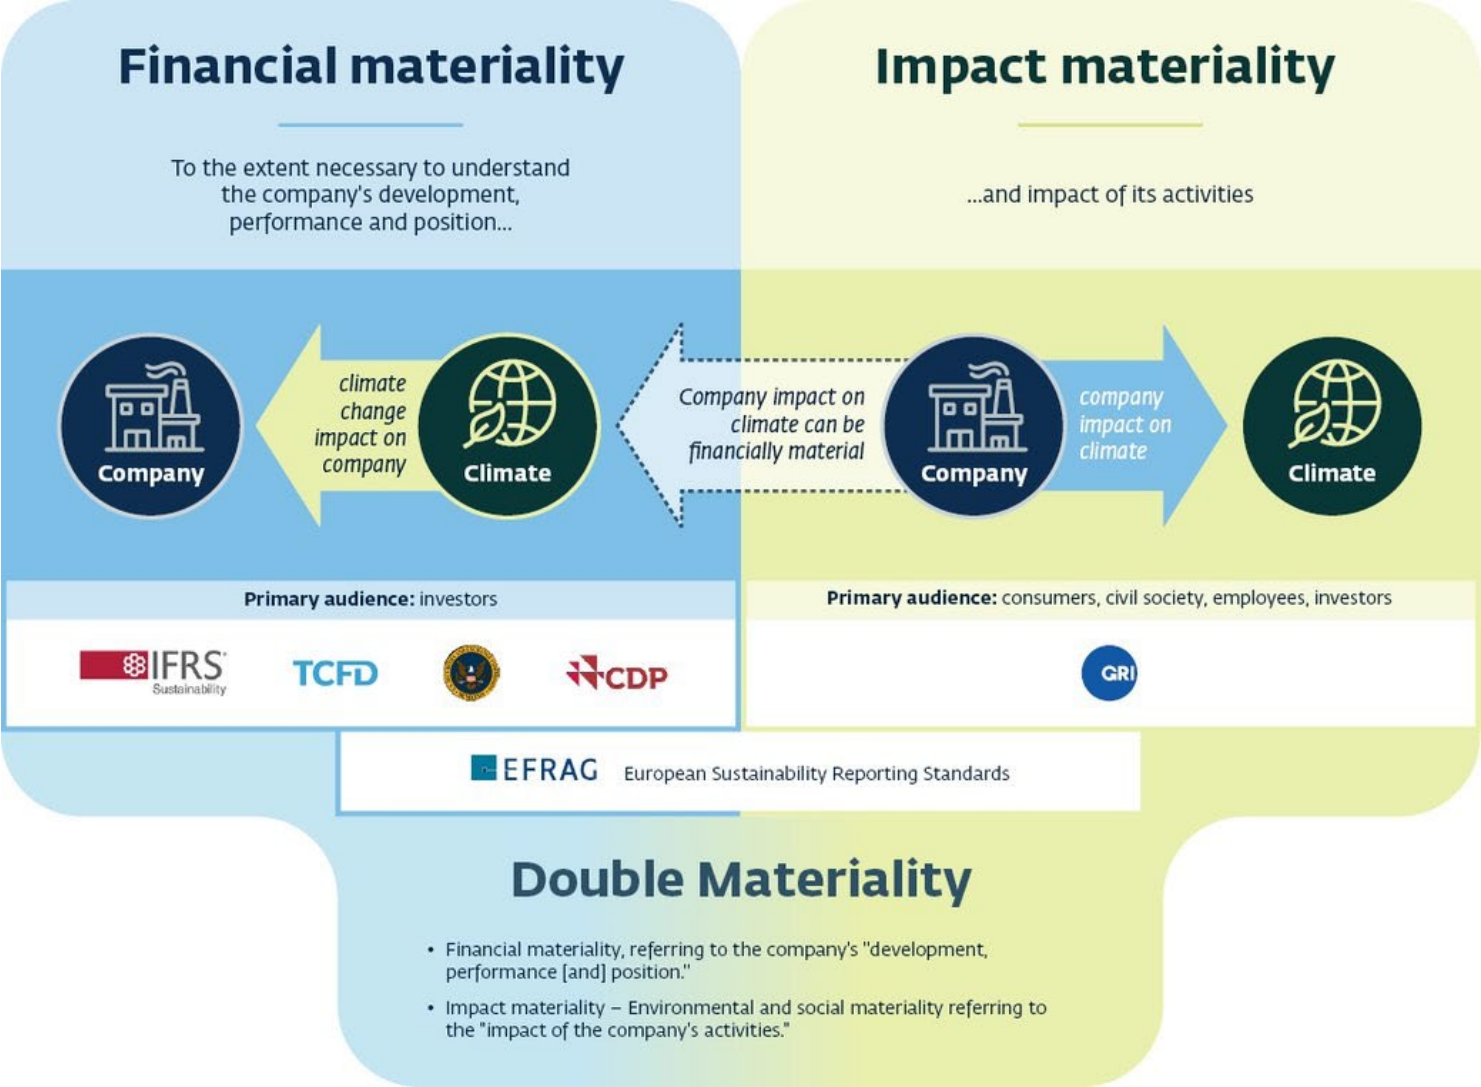 Financial materiality
To the extent necessary to understand
the company's development,
performance and position...
Impact materiality
...and impact of its activities
Company
climate
change
impact on
company
Climate
Company impact on
climate can be
financially material
Company
company
impact on
climate
Climate
Primary audience: investors
IFRS
Sustainability
TCFD
CDP
Primary audience: consumers, civil society, employees, investors
GRI
EFRAG European Sustainability Reporting Standards
Double Materiality
• Financial materiality, referring to the company's "development,
performance [and] position."
• Impact materiality – Environmental and social materiality referring to
the "impact of the company's activities."